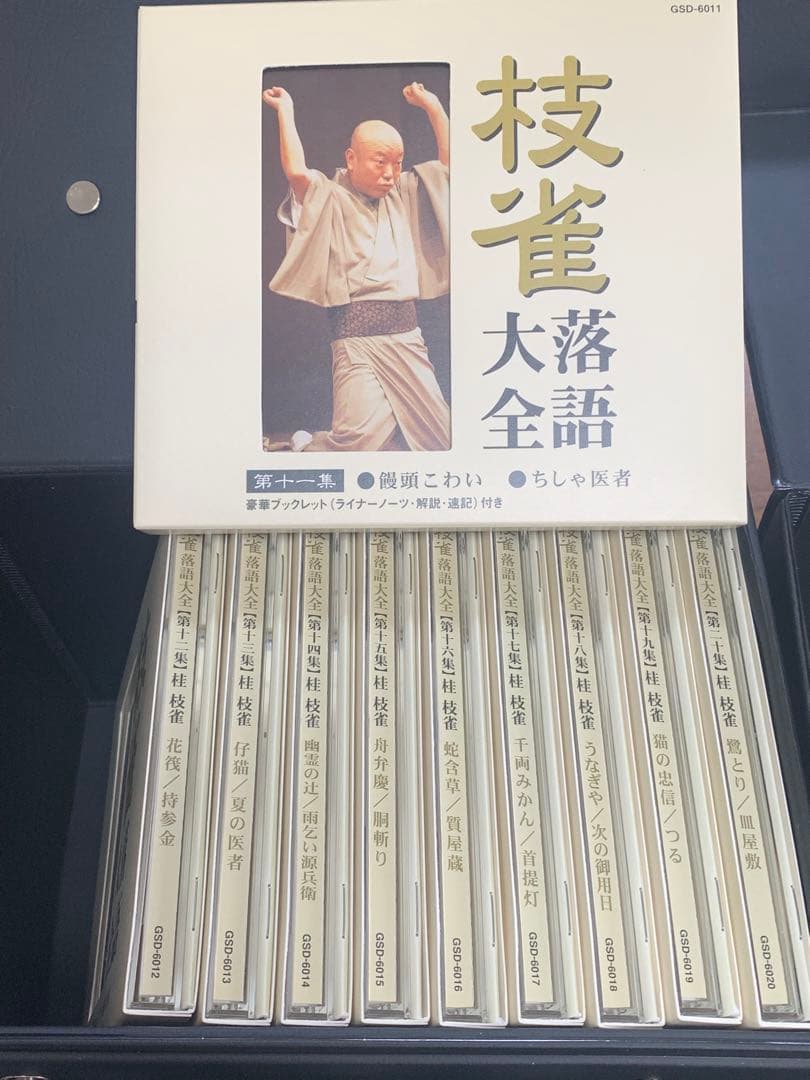 GSD-6011
枝雀
落語
大全
第十一集 ●饅頭こわい ●ちしゃ医者
豪華ブックレット(ライナーノーツ・解説・速記)付き
枝雀落語大全【第十二集】桂 枝雀 花筏/持参金 GSD-6012
枝雀落語大全【第十三集】桂 枝雀 仔猫/夏の医者 GSD-6013
枝雀落語大全【第十四集】桂 枝雀 幽霊の辻/雨乞い源兵衛 GSD-6014
枝雀落語大全【第十五集】桂 枝雀 舟弁慶/胴斬り GSD-6015
枝雀落語大全【第十六集】桂 枝雀 蛇含草/質屋蔵 GSD-6016
枝雀落語大全【第十七集】桂 枝雀 千両みかん/首提灯 GSD-6017
枝雀落語大全【第十八集】桂 枝雀 うなぎや/次の御用日 GSD-6018
枝雀落語大全【第十九集】桂 枝雀 猫の忠信/つる GSD-6019
枝雀落語大全【第二十集】桂 枝雀 鷺とり/皿屋敷 GSD-6020